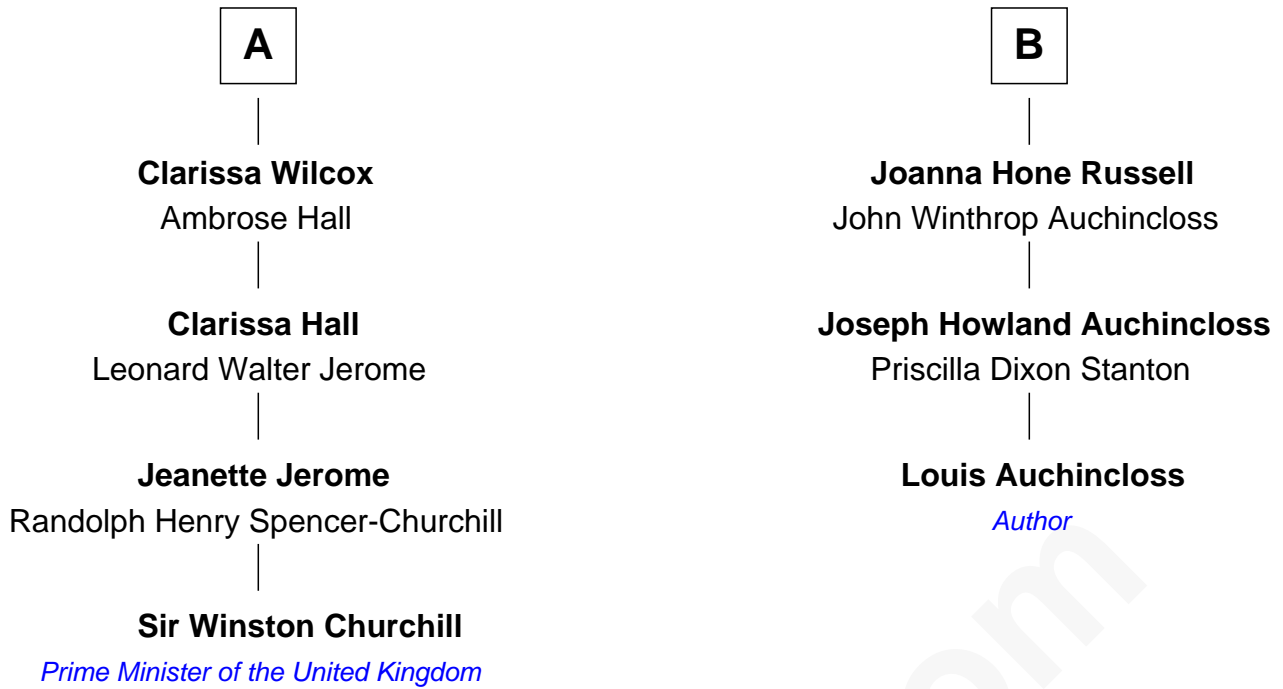 A
Clarissa Wilcox
Ambrose Hall
Clarissa Hall
Leonard Walter Jerome
Jeanette Jerome
Randolph Henry Spencer-Churchill
Sir Winston Churchill
Prime Minister of the United Kingdom
B
Joanna Hone Russell
John Winthrop Auchincloss
Joseph Howland Auchincloss
Priscilla Dixon Stanton
Louis Auchincloss
Author
om